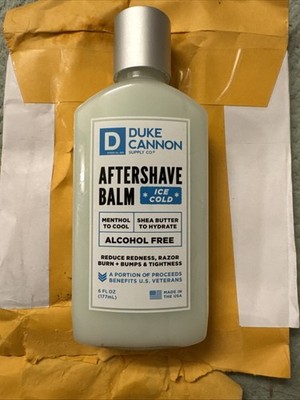 D
DUKE
CANNON
SUPPLY CO®
AFTERSHAVE
BALM
ICE
COLD
MENTHOL
TO COOL
SHEA BUTTER
TO HYDRATE
ALCOHOL FREE
REDUCE REDNESS, RAZOR
BURN + BUMPS & TIGHTNESS
A PORTION OF PROCEEDS
BENEFITS U.S. VETERANS
6 FL OZ
(177mL)
MADE IN
THE USA